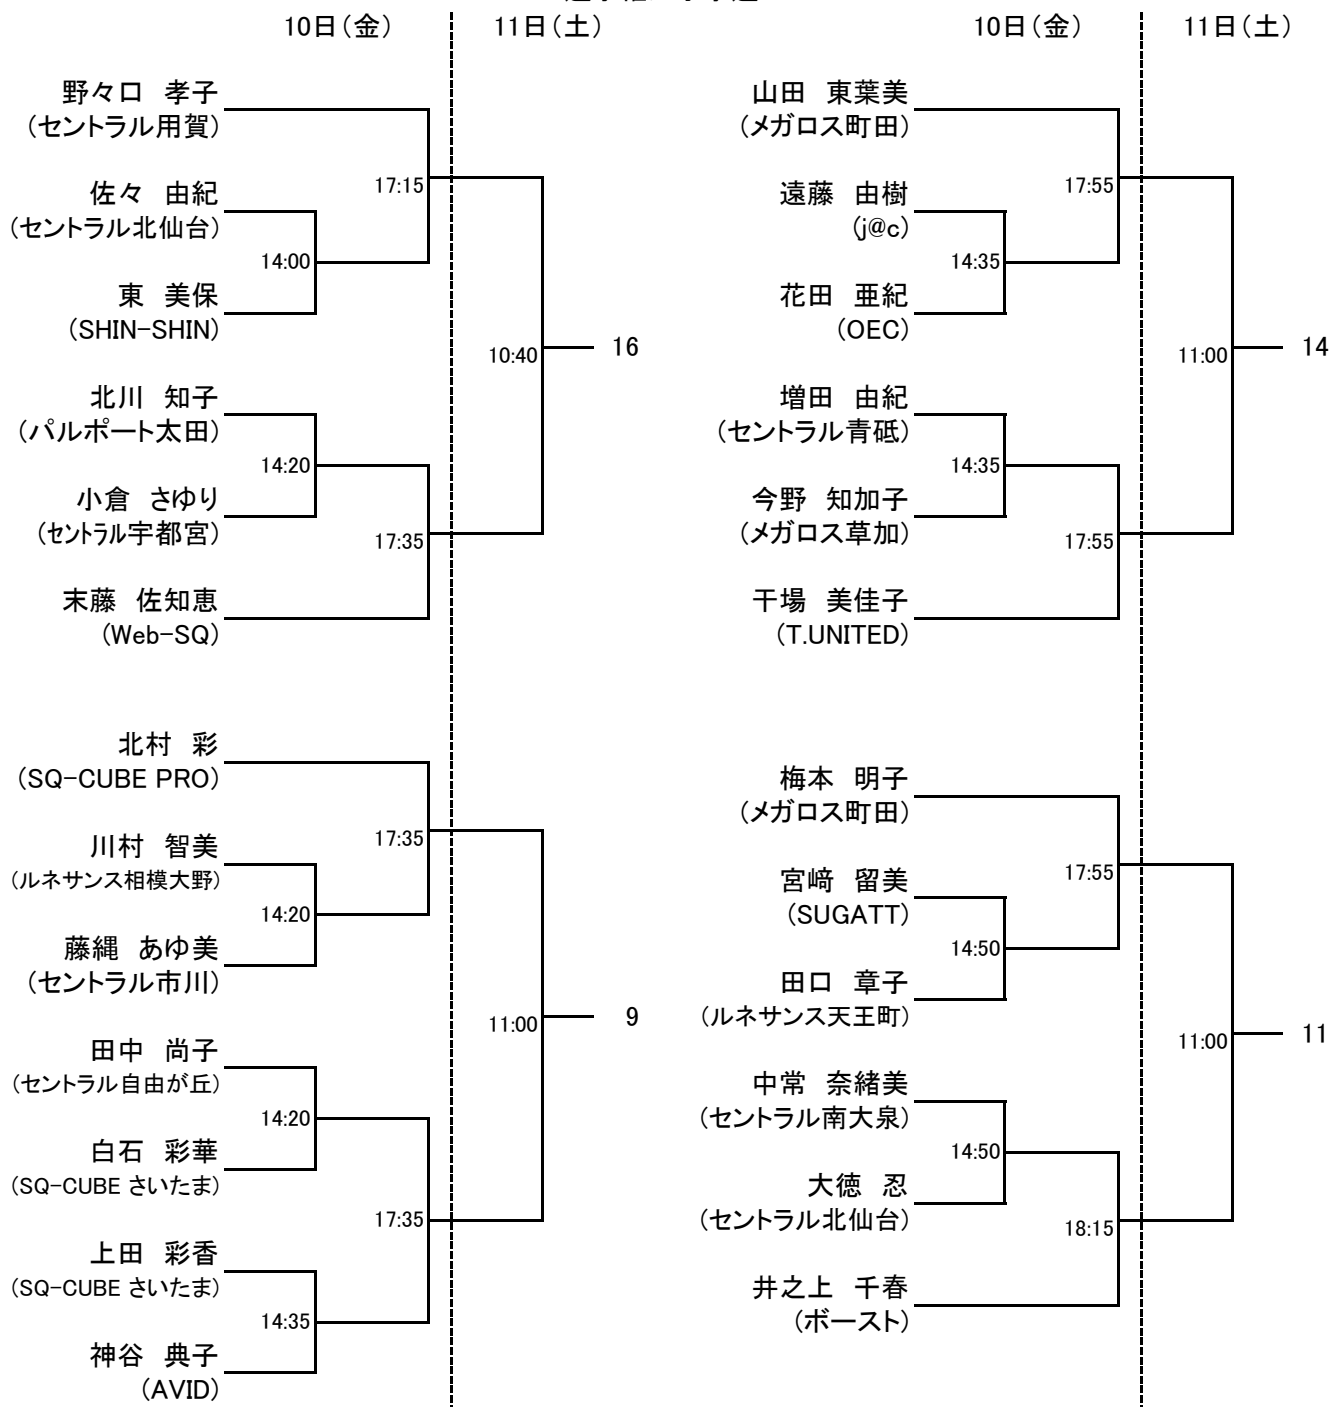 10日（金）
11日（土）
野々口 孝子
（セントラル用賀）
17:15
佐々 由紀
（セントラル北仙台）
14:00
東 美保
（SHIN-SHIN）
10:40
16
北川 知子
（パルポート太田）
14:20
小倉 さゆり
（セントラル宇都宮）
17:35
末藤 佐知恵
（Web-SQ）
北村 彩
（SQ-CUBE PRO）
17:35
川村 智美
（ルネサンス相模大野）
14:20
藤縄 あゆ美
（セントラル市川）
11:00
9
田中 尚子
（セントラル自由が丘）
14:20
白石 彩華
（SQ-CUBE さいたま）
17:35
上田 彩香
（SQ-CUBE さいたま）
14:35
神谷 典子
（AVID）
10日（金）
11日（土）
山田 東葉美
（メガロス町田）
17:55
遠藤 由樹
（j@c）
14:35
花田 亜紀
（OEC）
11:00
14
増田 由紀
（セントラル青砥）
14:35
今野 知加子
（メガロス草加）
17:55
干場 美佳子
（T.UNITED）
梅本 明子
（メガロス町田）
17:55
宮﨑 留美
（SUGATT）
14:50
田口 章子
（ルネサンス天王町）
11:00
11
中常 奈緒美
（セントラル南大泉）
14:50
大徳 忍
（セントラル北仙台）
18:15
井之上 千春
（ボースト）